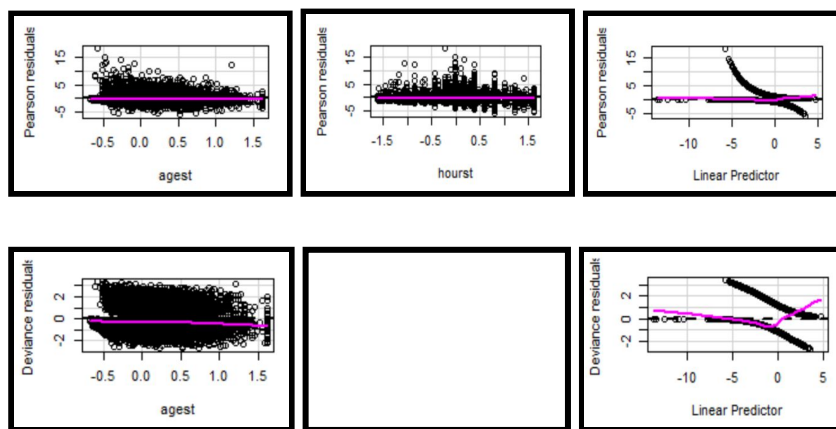 Pearson residuals
15
5
-5
-0.5 0.0 0.5 1.0 1.5
agest
Pearson residuals
15
5
-5
-1.5 -0.5 0.5 1.5
hourst
Pearson residuals
15
5
-5
-10 -5 0 5
Linear Predictor
Deviance residuals
2
0
-2
-0.5 0.0 0.5 1.0 1.5
agest
Deviance residuals
2
0
-2
-10 -5 0 5
Linear Predictor